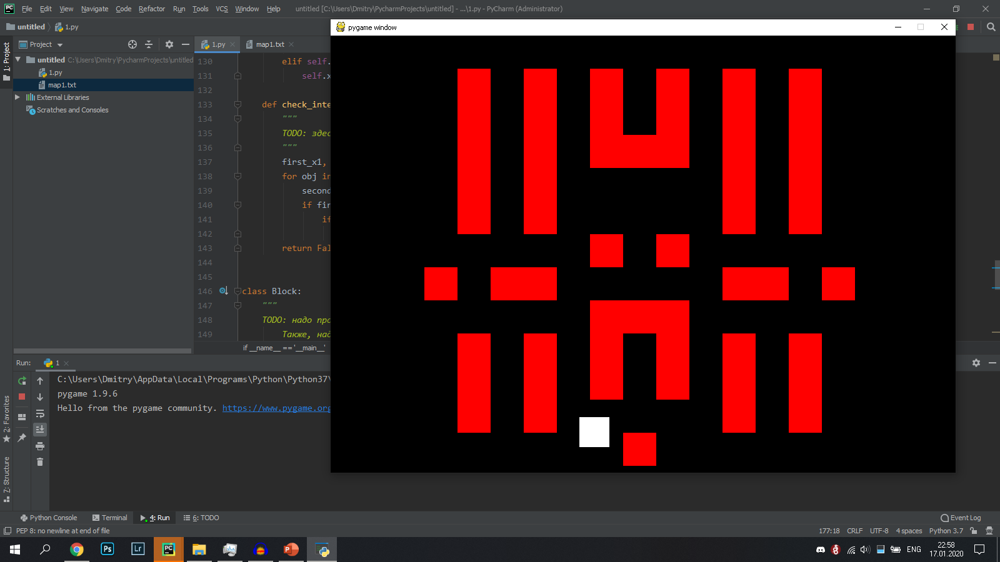 PC File Edit View Navigate Code Refactor Run Tools VCS Window Help untitled [C:\Users\Dmitry\PycharmProjects\untitled] - ...\1.py - PyCharm (Administrator)
untitled 1.py
pygame window
1: Project
Project
1.py
map1.txt
untitled C:\Users\Dmitry\PycharmProjects\untitled
1.py
map1.txt
External Libraries
Scratches and Consoles
130 elif self.
131 self.x
132
133 def check_inte
134 """
135 TODO: здес
136 """
137 first_x1,
138 for obj in
139 second
140 if fir
141 if
142
143 return Fal
144
145
146 class Block:
147 """
148 TODO: надо про
149 Также, над
if __name__ == '__main__'
Run: 1
C:\Users\Dmitry\AppData\Local\Programs\Python\Python37\
pygame 1.9.6
Hello from the pygame community. https://www.pygame.org
2: Favorites
7: Structure
Python Console Terminal 4: Run 6: TODO Event Log
PEP 8: no newline at end of file 177:18 CRLF UTF-8 4 spaces Python 3.7
Ps Lr PC P ENG 22:58
17.01.2020